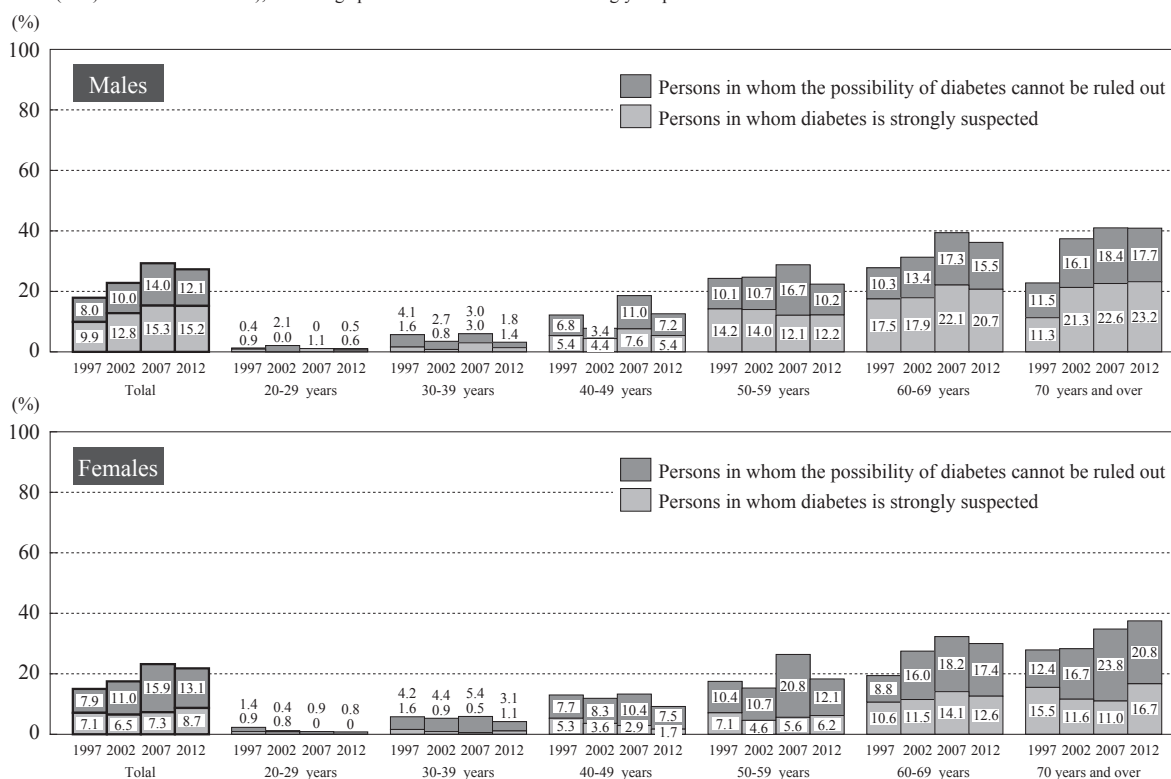 (%)
100
80
60
40
20
0
Males
Persons in whom the possibility of diabetes cannot be ruled out
Persons in whom diabetes is strongly suspected
8.0 10.0 14.0 12.1
9.9 12.8 15.3 15.2
0.4 2.1 0 0.5
0.9 0.0 1.1 0.6
4.1 2.7 3.0 1.8
1.6 0.8 3.0 1.4
6.8 3.4 11.0 7.2
5.4 4.4 7.6 5.4
10.1 10.7 16.7 10.2
14.2 14.0 12.1 12.2
10.3 13.4 17.3 15.5
17.5 17.9 22.1 20.7
11.5 16.1 18.4 17.7
11.3 21.3 22.6 23.2
1997 2002 2007 2012 1997 2002 2007 2012 1997 2002 2007 2012 1997 2002 2007 2012 1997 2002 2007 2012 1997 2002 2007 2012 1997 2002 2007 2012
Tolal 20-29 years 30-39 years 40-49 years 50-59 years 60-69 years 70 years and over
(%)
100
80
60
40
20
0
Females
Persons in whom the possibility of diabetes cannot be ruled out
Persons in whom diabetes is strongly suspected
7.9 11.0 15.9 13.1
7.1 6.5 7.3 8.7
1.4 0.4 0.9 0.8
0.9 0.8 0 0
4.2 4.4 5.4 3.1
1.6 0.9 0.5 1.1
7.7 8.3 10.4 7.5
5.3 3.6 2.9 1.7
10.4 10.7 20.8 12.1
7.1 4.6 5.6 6.2
8.8 16.0 18.2 17.4
10.6 11.5 14.1 12.6
12.4 16.7 23.8 20.8
15.5 11.6 11.0 16.7
1997 2002 2007 2012 1997 2002 2007 2012 1997 2002 2007 2012 1997 2002 2007 2012 1997 2002 2007 2012 1997 2002 2007 2012 1997 2002 2007 2012
Tolal 20-29 years 30-39 years 40-49 years 50-59 years 60-69 years 70 years and over